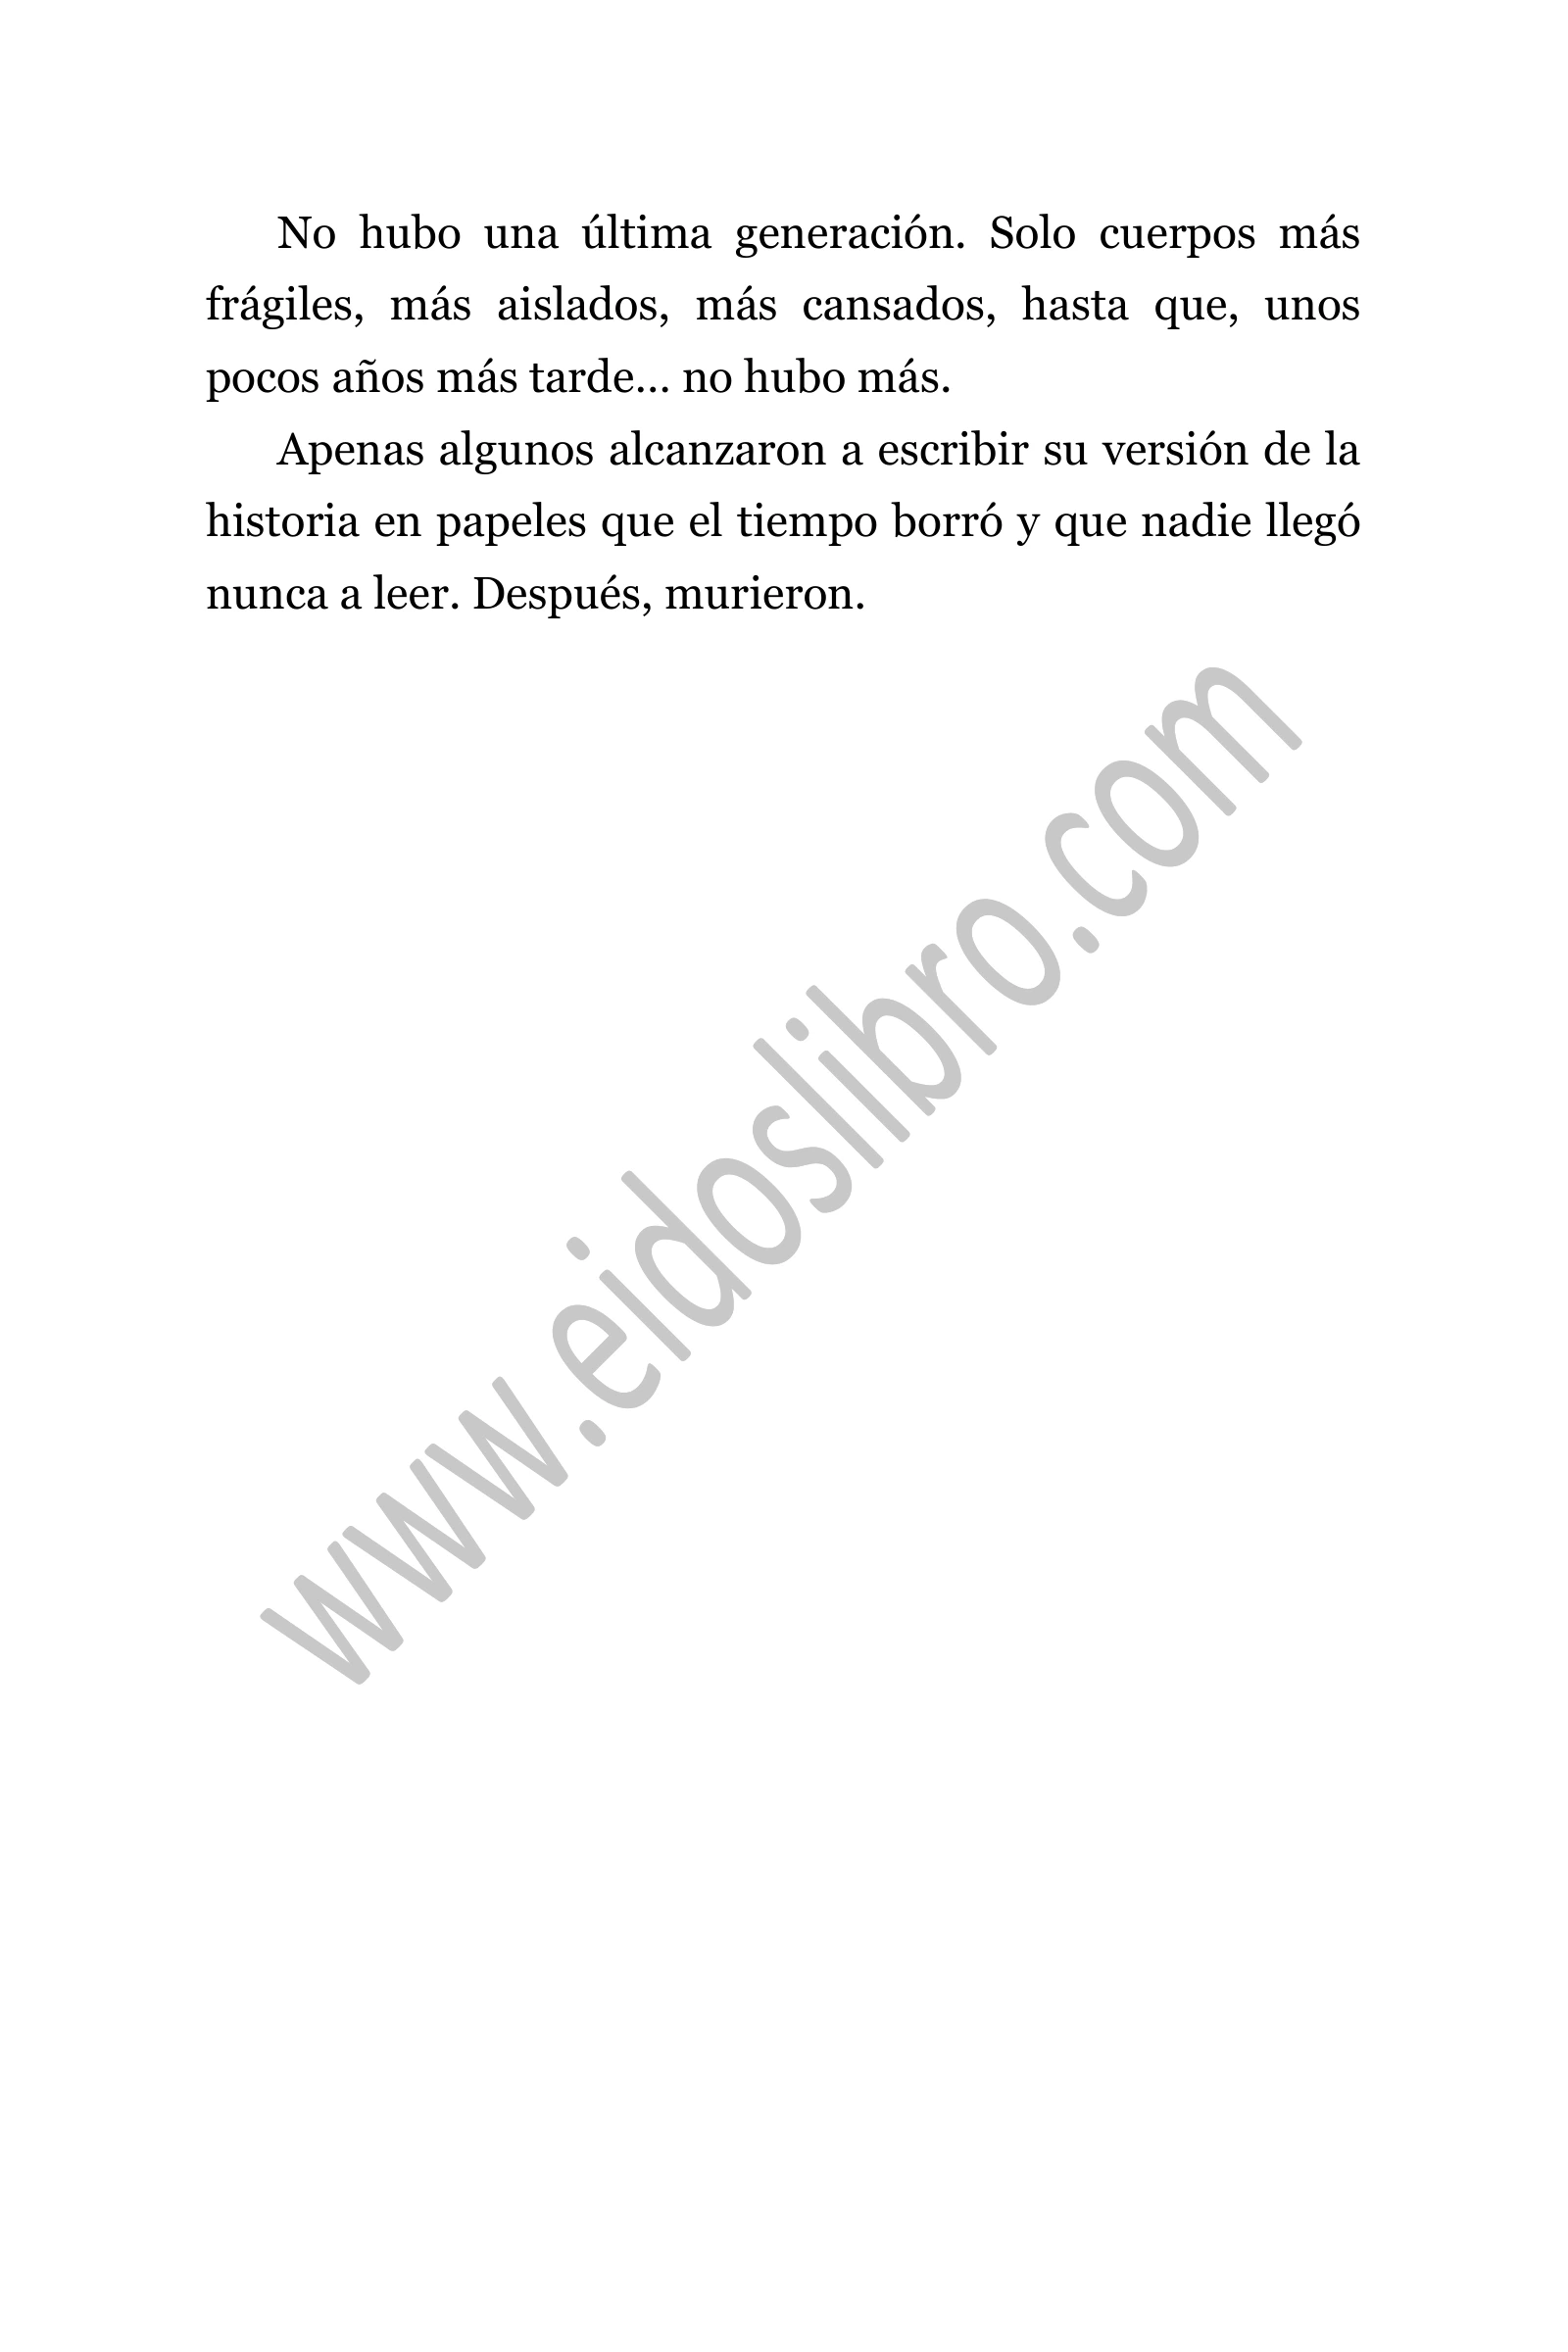 No hubo una última generación. Solo cuerpos más
frágiles, más aislados, más cansados, hasta que, unos
pocos años más tarde... no hubo más.
Apenas algunos alcanzaron a escribir su versión de la
historia en papeles que el tiempo borró y que nadie llegó
nunca a leer. Después, murieron.
www.eidoslibro.com